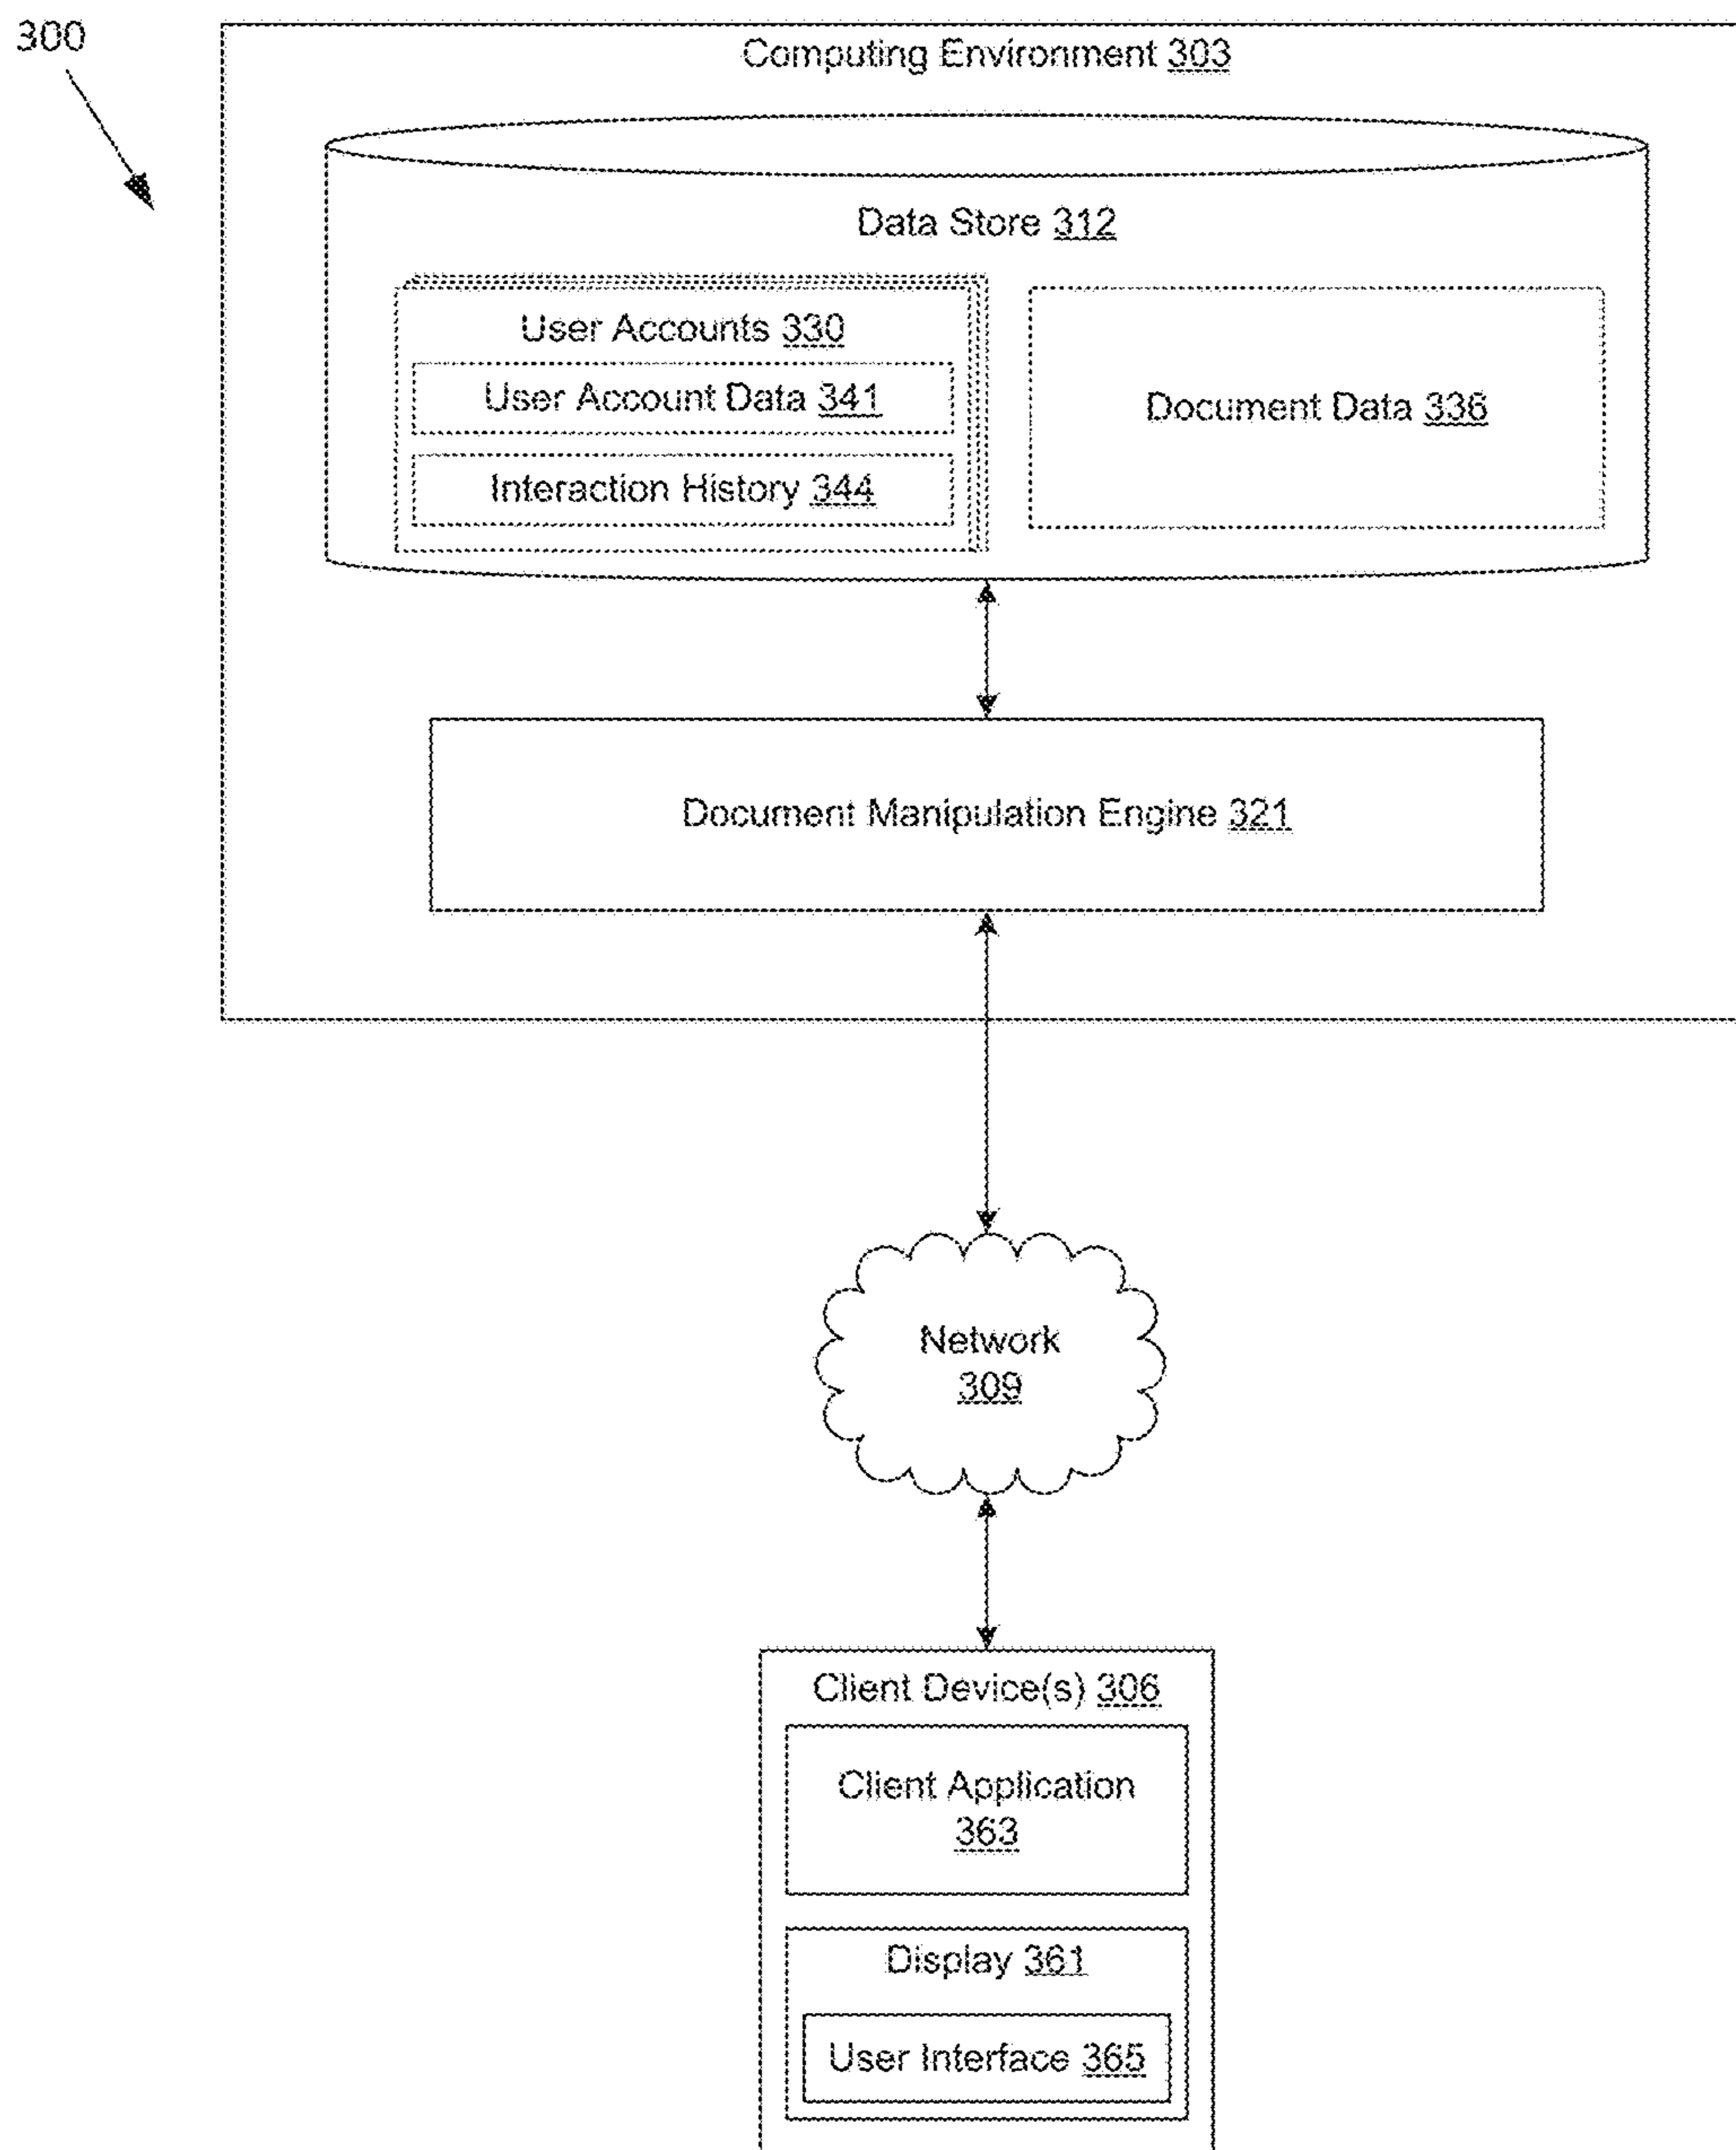 300
Computing Environment 303
Data Store 312
User Accounts 330
User Account Data 341
Interaction History 344
Document Data 336
Document Manipulation Engine 321
Network
309
Client Device(s) 306
Client Application
363
Display 361
User Interface 365